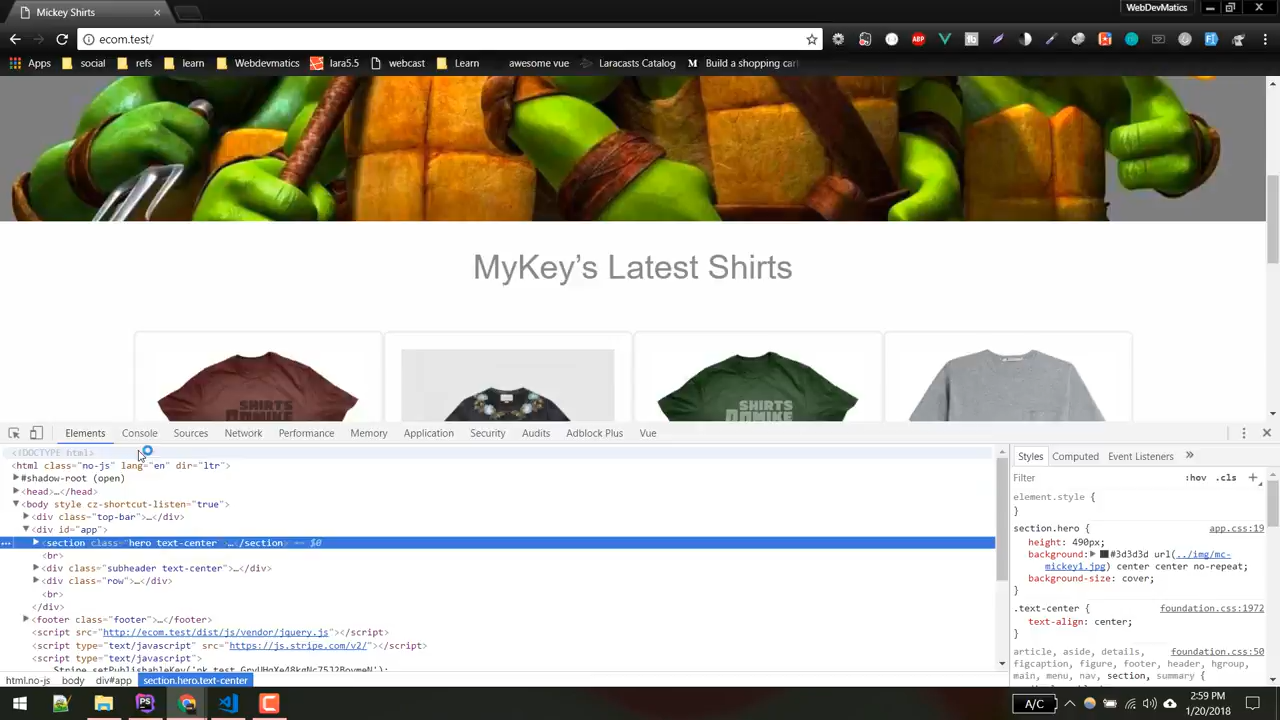 Mickey Shirts
WebDevMatics
ecom.test/
Apps social refs learn Webdevmatics lara5.5 webcast Learn awesome vue Laracasts Catalog Build a shopping cart
MyKey’s Latest Shirts
SHIRTS
SHIRTS
Elements Console Sources Network Performance Memory Application Security Audits Adblock Plus Vue
<!DOCTYPE html>
<html class="no-js" lang="en" dir="ltr">
#shadow-root (open)
<head>…</head>
<body style cz-shortcut-listen="true">
<div class="top-bar">…</div>
<div id="app">
<section class="hero text-center">…</section> == $0
<br>
<div class="subheader text-center">…</div>
<div class="row">…</div>
<br>
</div>
<footer class="footer">…</footer>
<script src="http://ecom.test/dist/js/vendor/jquery.js"></script>
<script type="text/javascript" src="https://js.stripe.com/v2/"></script>
<script type="text/javascript">
html.no-js body div#app section.hero.text-center
Styles Computed Event Listeners »
Filter :hov .cls +
element.style {
}
section.hero { app.css:19
height: 490px;
background: #3d3d3d url(../img/mc-
mickey1.jpg) center center no-repeat;
background-size: cover;
}
.text-center { foundation.css:1972
text-align: center;
}
article, aside, details, foundation.css:50
figcaption, figure, footer, header, hgroup,
main, menu, nav, section, summary {
A/C
2:59 PM
1/20/2018